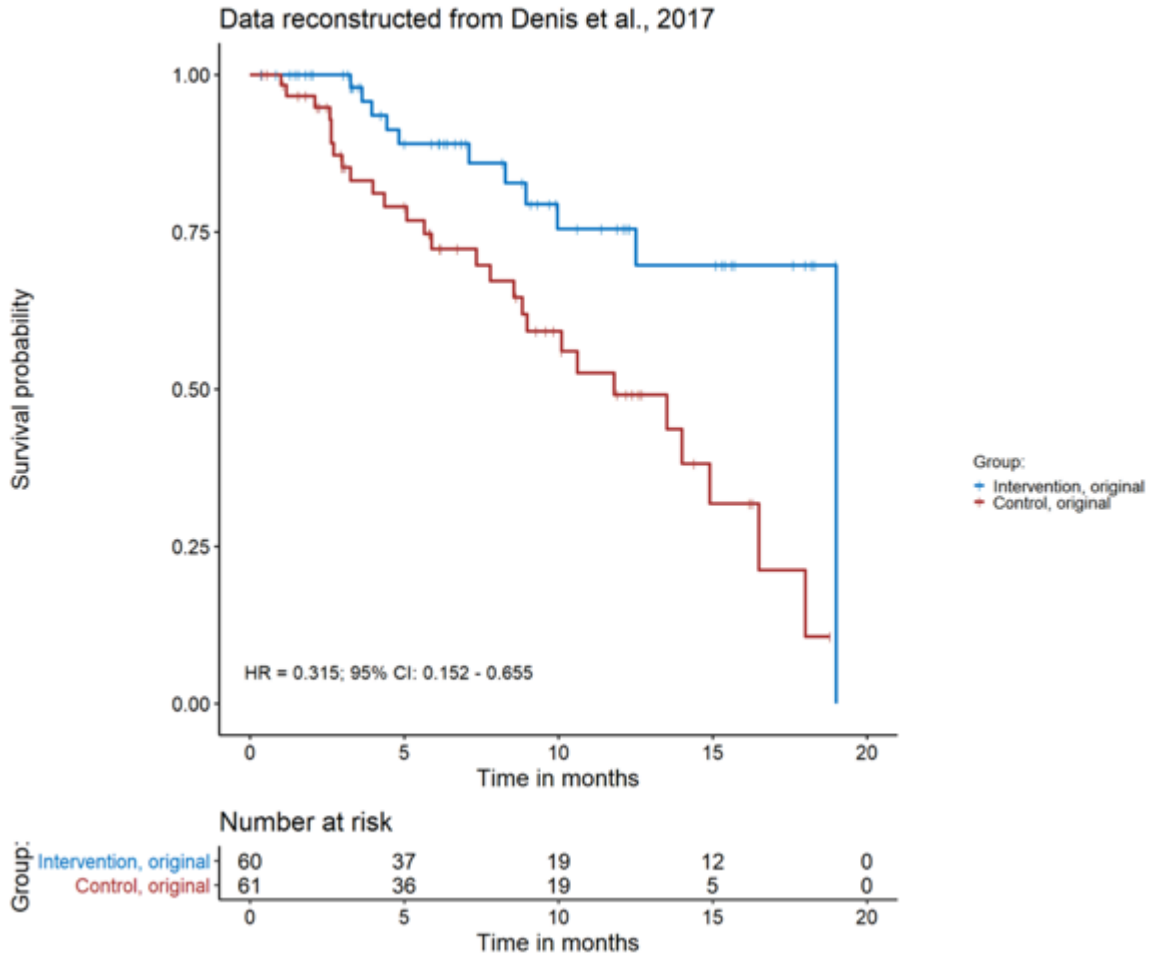 Data reconstructed from Denis et al., 2017
Survival probability
1.00
0.75
0.50
0.25
0.00
HR = 0.315; 95% CI: 0.152 - 0.655
0 5 10 15 20
Time in months
Group:
Intervention, original
Control, original
Number at risk
Group:
Intervention, original 60 37 19 12 0
Control, original 61 36 19 5 0
0 5 10 15 20
Time in months